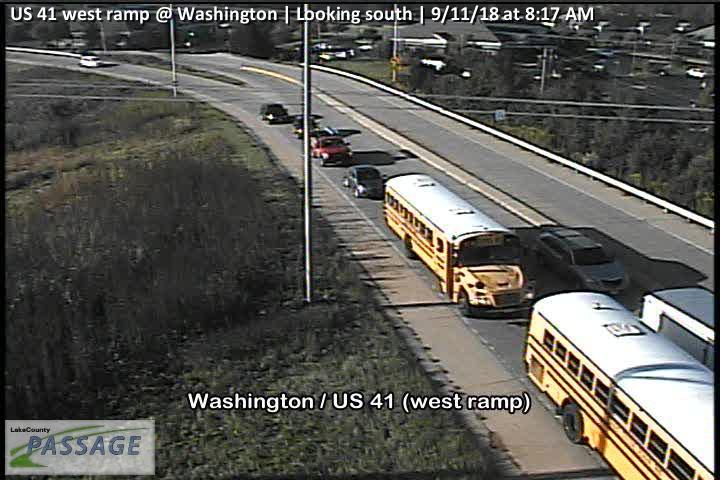 US 41 west ramp @ Washington | Looking south | 9/11/18 at 8:17 AM
Washington / US 41 (west ramp)
LakeCounty
PASSAGE